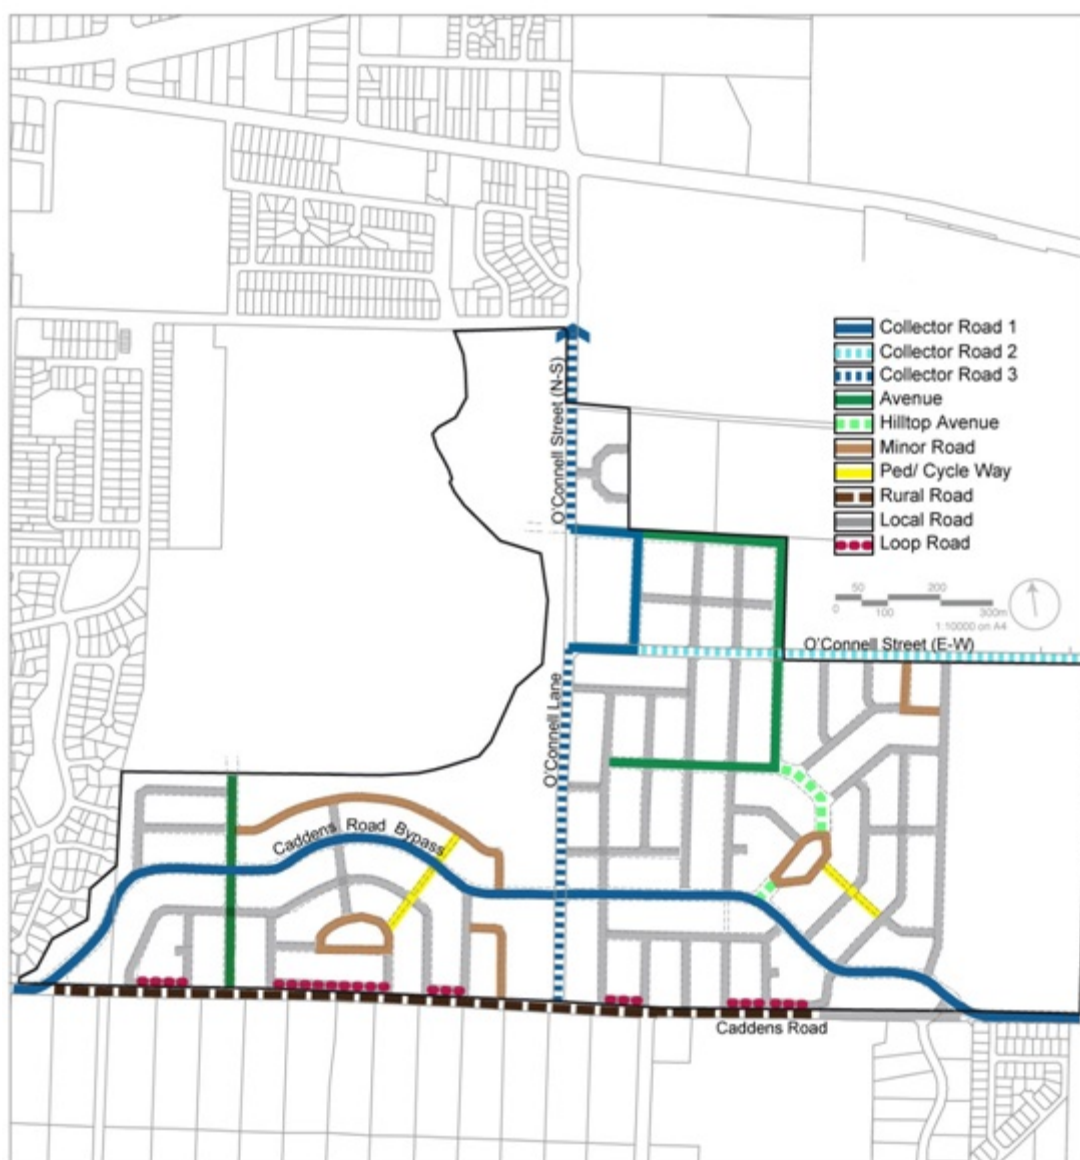 Collector Road 1
Collector Road 2
Collector Road 3
Avenue
Hilltop Avenue
Minor Road
Ped/ Cycle Way
Rural Road
Local Road
Loop Road
50 200
0 100 300m
1:10000 on A4
O'Connell Street (N-S)
O'Connell Street (E-W)
O'Connell Lane
Caddens Road Bypass
Caddens Road